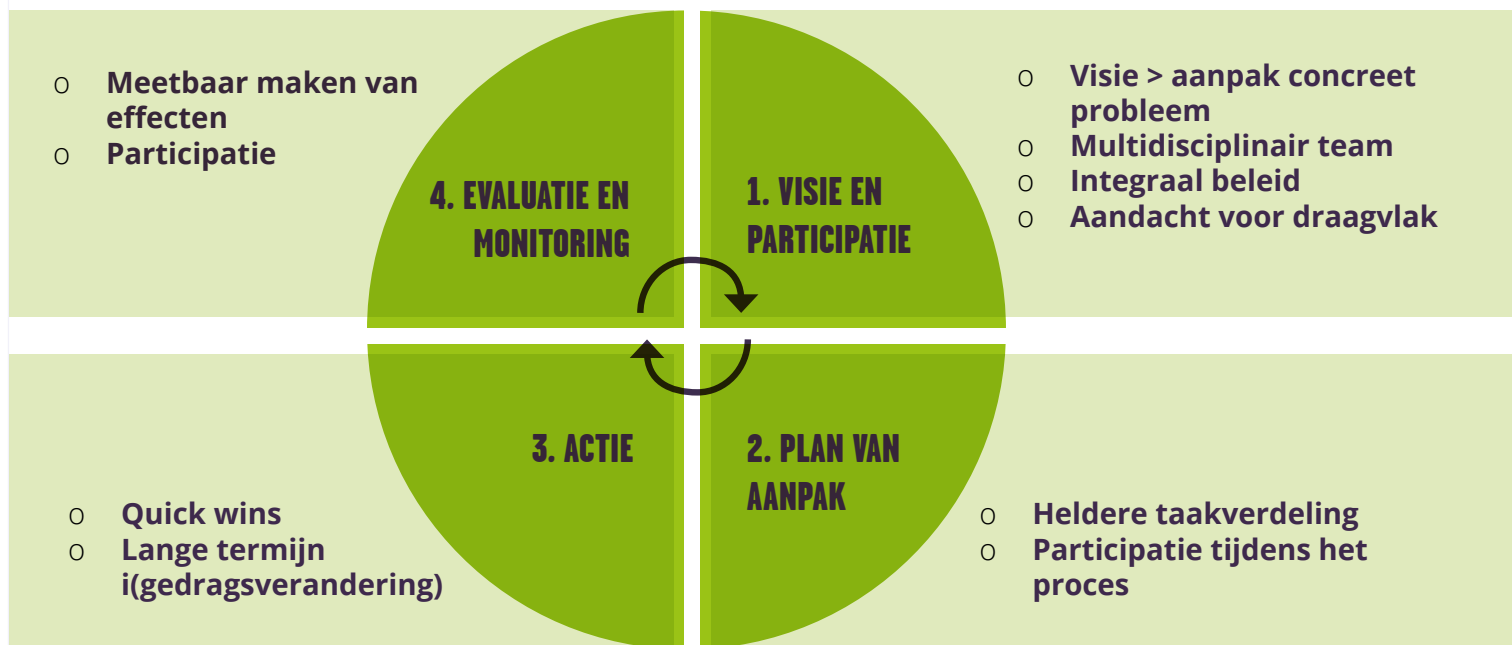 o Meetbaar maken van
effecten
o Participatie
4. EVALUATIE EN
MONITORING
1. VISIE EN
PARTICIPATIE
o Visie > aanpak concreet
probleem
o Multidisciplinair team
o Integraal beleid
o Aandacht voor draagvlak
3. ACTIE
o Quick wins
o Lange termijn
i(gedragsverandering)
2. PLAN VAN
AANPAK
o Heldere taakverdeling
o Participatie tijdens het
proces